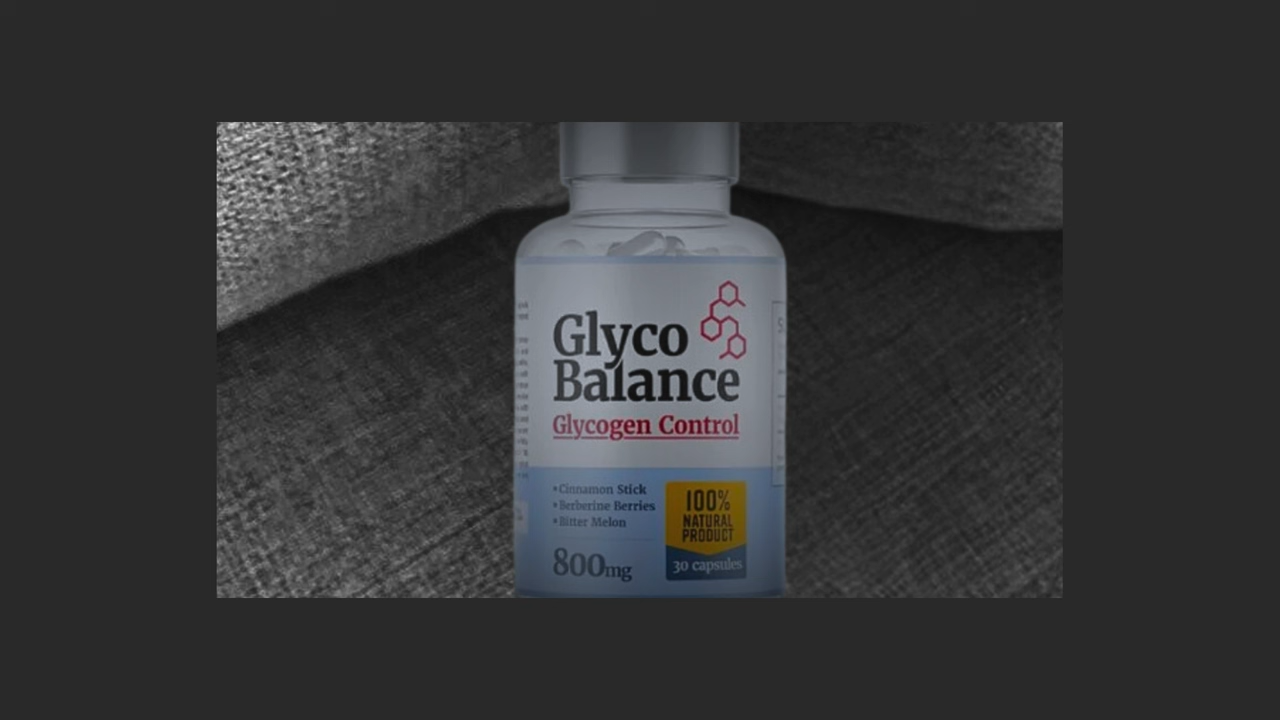 Glyco
Balance
Glycogen Control
• Cinnamon Stick
• Berberine Berries
• Bitter Melon
800mg
100%
NATURAL
PRODUCT
30 capsules